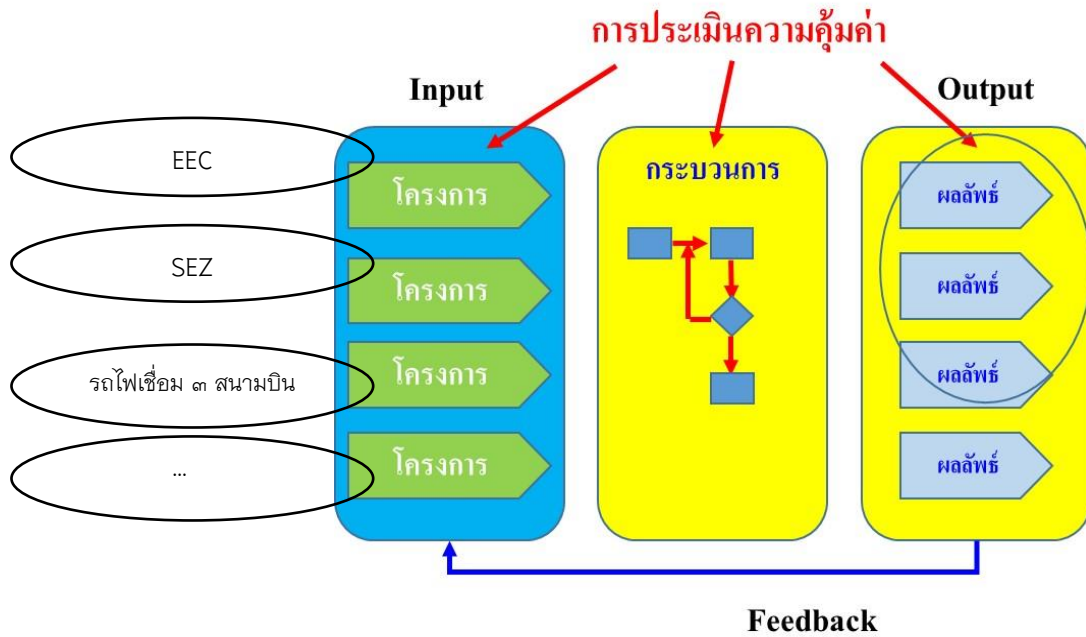 การประเมินความคุ้มค่า
Input
Output
EEC
SEZ
รถไฟเชื่อม ๓ สนามบิน
...
โครงการ
โครงการ
โครงการ
โครงการ
กระบวนการ
ผลลัพธ์
ผลลัพธ์
ผลลัพธ์
ผลลัพธ์
Feedback